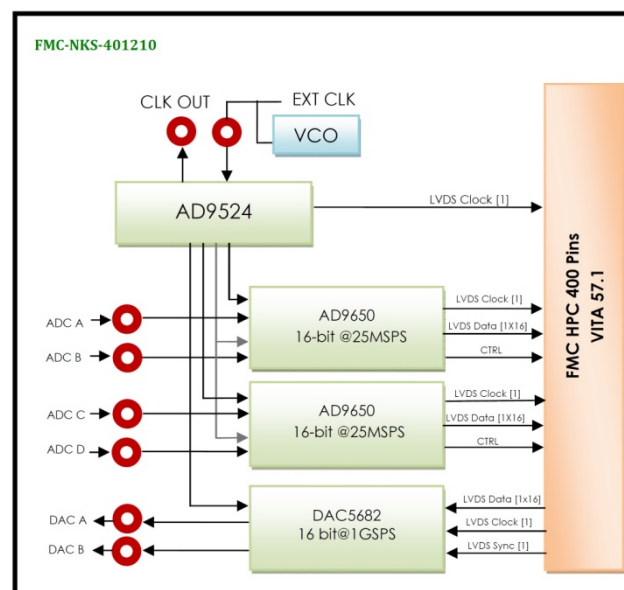 FMC-NKS-401210
CLK OUT
EXT CLK
VCO
AD9524
LVDS Clock [1]
ADC A
ADC B
AD9650
16-bit @25MSPS
LVDS Clock [1]
LVDS Data [1X16]
CTRL
ADC C
ADC D
AD9650
16-bit @25MSPS
LVDS Clock [1]
LVDS Data [1X16]
CTRL
DAC A
DAC B
DAC5682
16 bit@1GSPS
LVDS Data [1x16]
LVDS Clock [1]
LVDS Sync [1]
FMC HPC 400 Pins
VITA 57.1